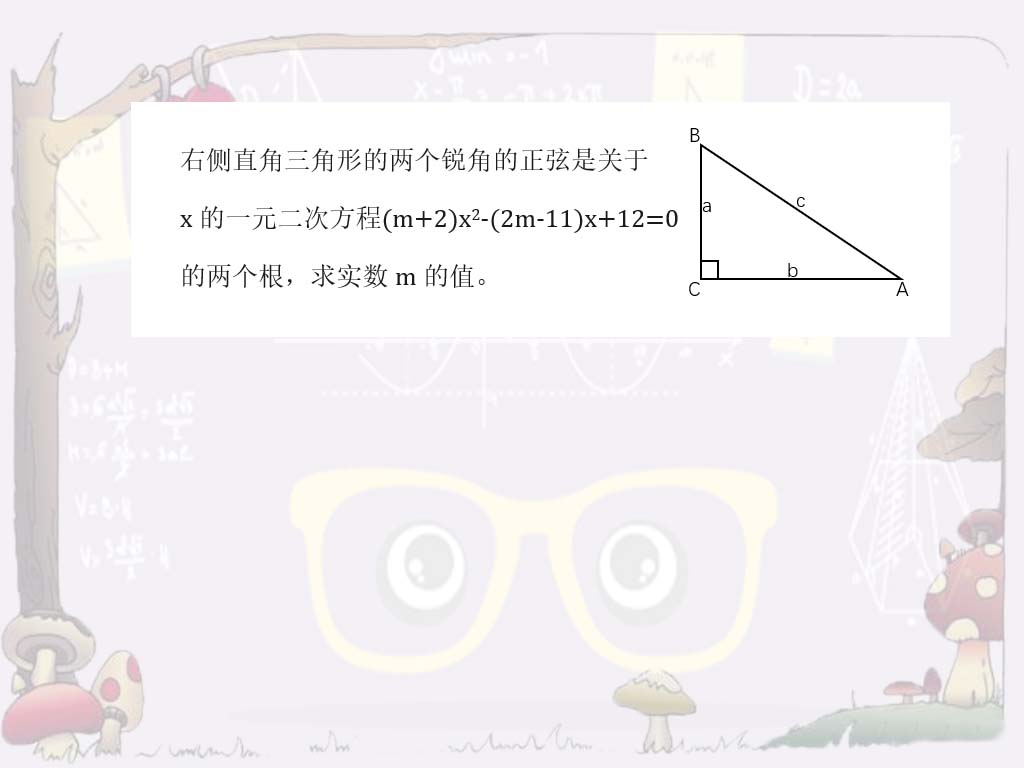 右侧直角三角形的两个锐角的正弦是关于
x 的一元二次方程(m+2)x²-(2m-11)x+12=0
的两个根，求实数 m 的值。
B
a
c
b
C
A
D=2a
V=B·H